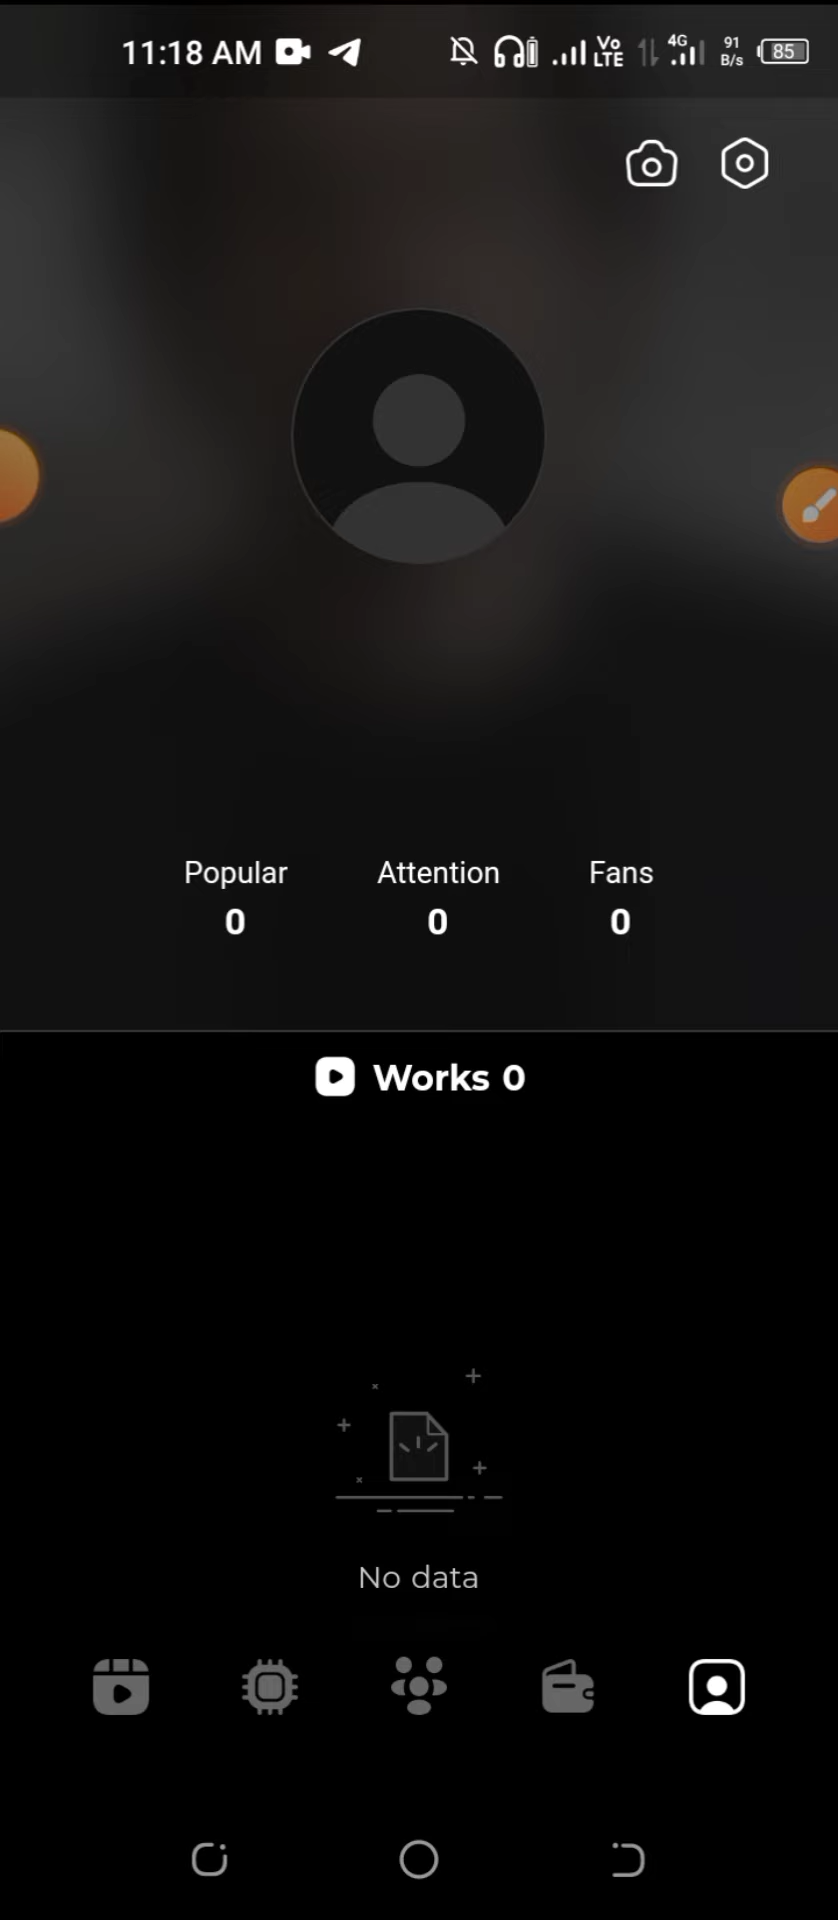 11:18 AM Vo LTE 4G 91 B/s 85
Popular Attention Fans
0 0 0
Works 0
No data